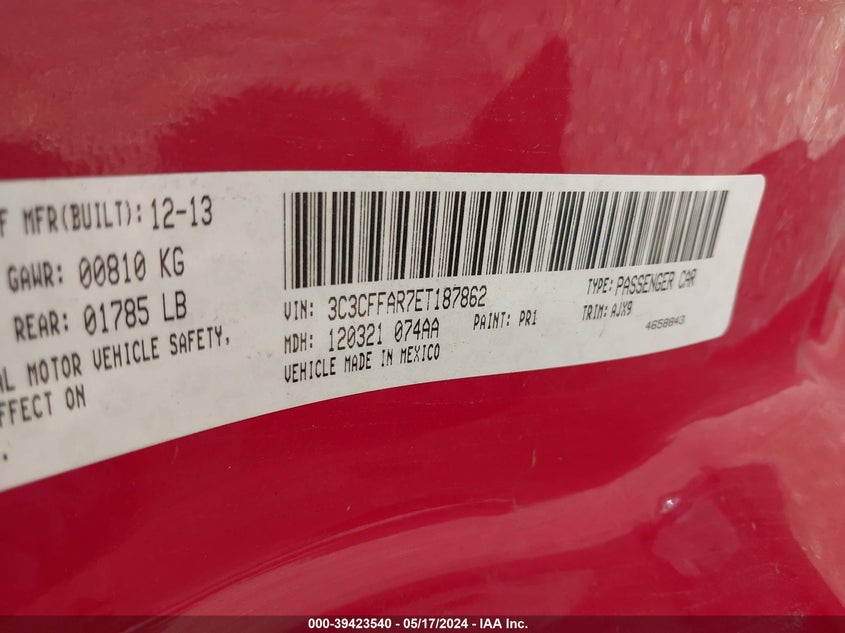 F MFR(BUILT): 12-13
GAWR: 00810 KG
REAR: 01785 LB
MOTOR VEHICLE SAFETY,
ON
.
VIN: 3C3CFFAR7ET187862
TYPE: PASSENGER CAR
MDH: 120321 074AA
PAINT: PR1
TRIM: AJX9
VEHICLE MADE IN MEXICO
4658843
000-39423540 - 05/17/2024 - IAA Inc.